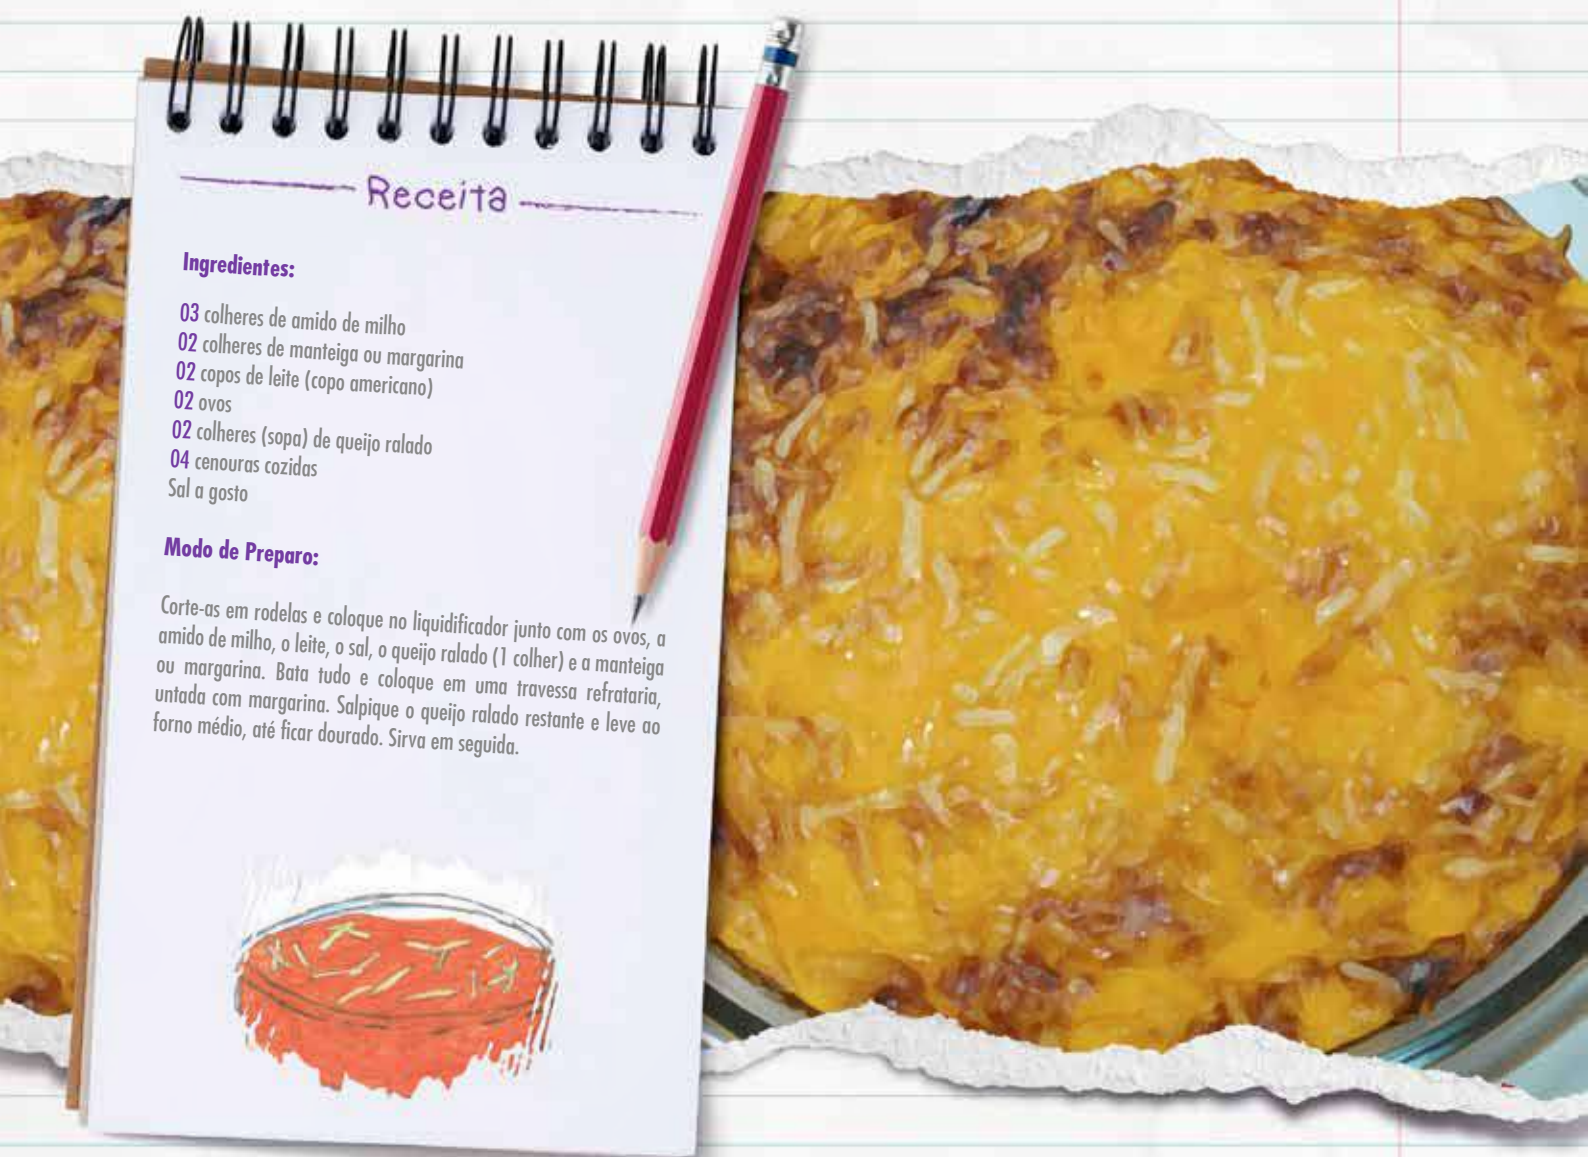 Receita
Ingredientes:
03 colheres de amido de milho
02 colheres de manteiga ou margarina
02 copos de leite (copo americano)
02 ovos
02 colheres (sopa) de queijo ralado
04 cenouras cozidas
Sal a gosto
Modo de Preparo:
Corte-as em rodelas e coloque no liquidificador junto com os ovos, a
amido de milho, o leite, o sal, o queijo ralado (1 colher) e a manteiga
ou margarina. Bata tudo e coloque em uma travessa refrataria,
untada com margarina. Salpique o queijo ralado restante e leve ao
forno médio, até ficar dourado. Sirva em seguida.